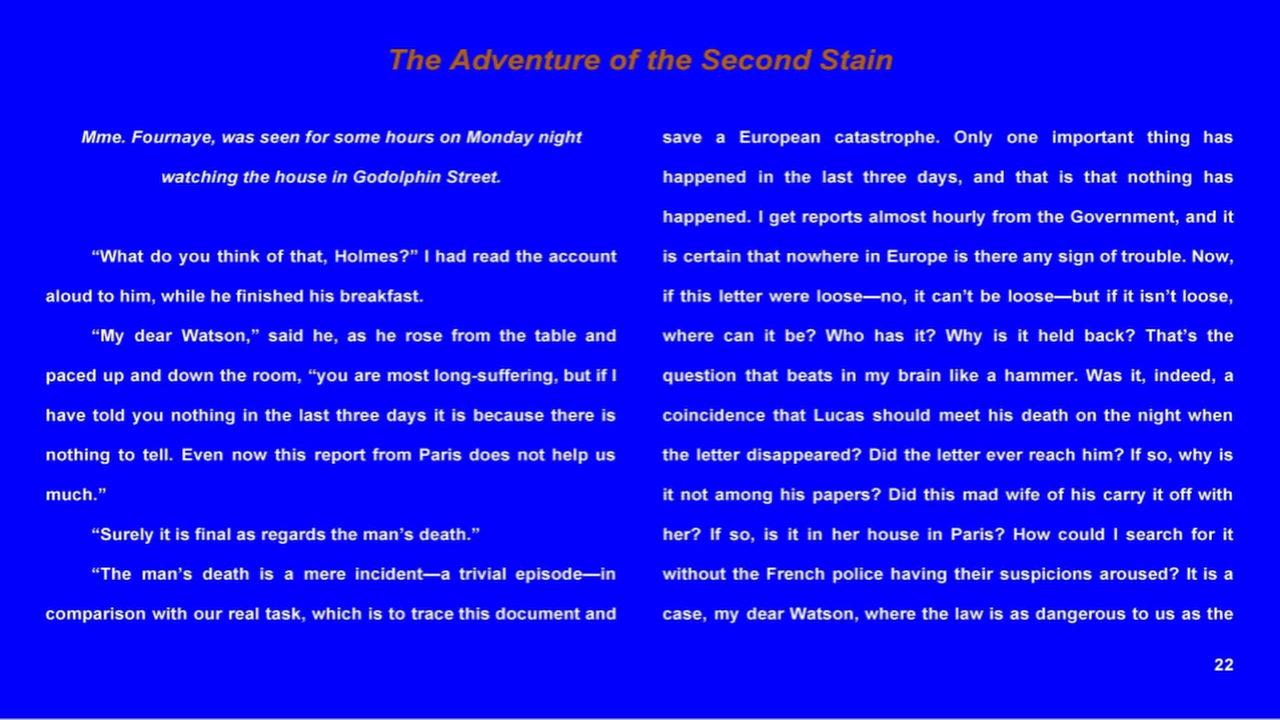 The Adventure of the Second Stain
Mme. Fournaye, was seen for some hours on Monday night
watching the house in Godolphin Street.
“What do you think of that, Holmes?” I had read the account
aloud to him, while he finished his breakfast.
“My dear Watson,” said he, as he rose from the table and
paced up and down the room, “you are most long-suffering, but if I
have told you nothing in the last three days it is because there is
nothing to tell. Even now this report from Paris does not help us
much.”
“Surely it is final as regards the man’s death.”
“The man’s death is a mere incident—a trivial episode—in
comparison with our real task, which is to trace this document and
save a European catastrophe. Only one important thing has
happened in the last three days, and that is that nothing has
happened. I get reports almost hourly from the Government, and it
is certain that nowhere in Europe is there any sign of trouble. Now,
if this letter were loose—no, it can’t be loose—but if it isn’t loose,
where can it be? Who has it? Why is it held back? That’s the
question that beats in my brain like a hammer. Was it, indeed, a
coincidence that Lucas should meet his death on the night when
the letter disappeared? Did the letter ever reach him? If so, why is
it not among his papers? Did this mad wife of his carry it off with
her? If so, is it in her house in Paris? How could I search for it
without the French police having their suspicions aroused? It is a
case, my dear Watson, where the law is as dangerous to us as the
22